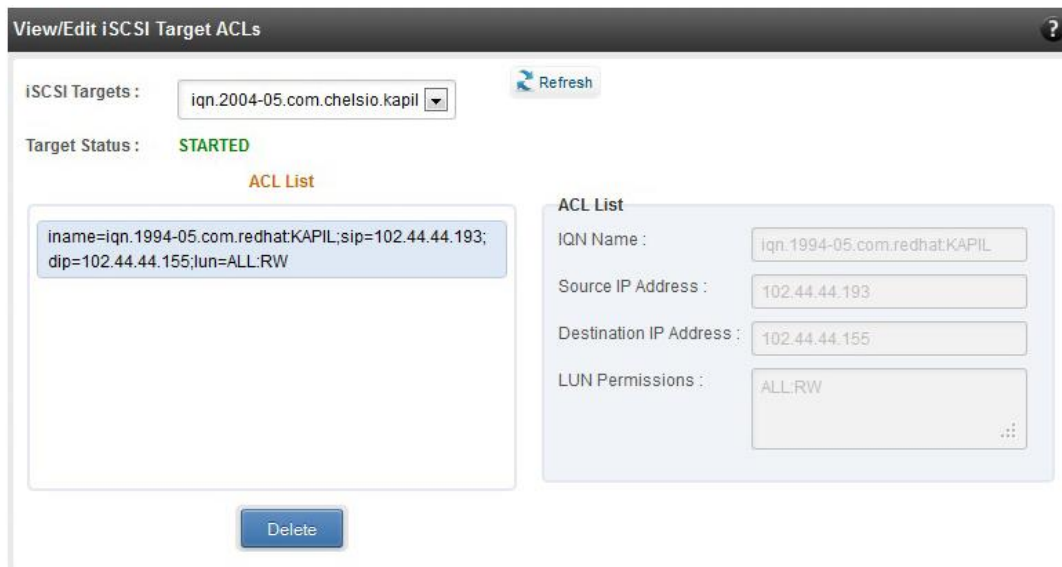 View/Edit iSCSI Target ACLs
?
iSCSI Targets :
iqn.2004-05.com.chelsio.kapil
Refresh
Target Status :
STARTED
ACL List
iname=iqn.1994-05.com.redhat:KAPIL;sip=102.44.44.193;
dip=102.44.44.155;lun=ALL:RW
ACL List
IQN Name :
iqn.1994-05.com.redhat:KAPIL
Source IP Address :
102.44.44.193
Destination IP Address :
102.44.44.155
LUN Permissions :
ALL:RW
Delete